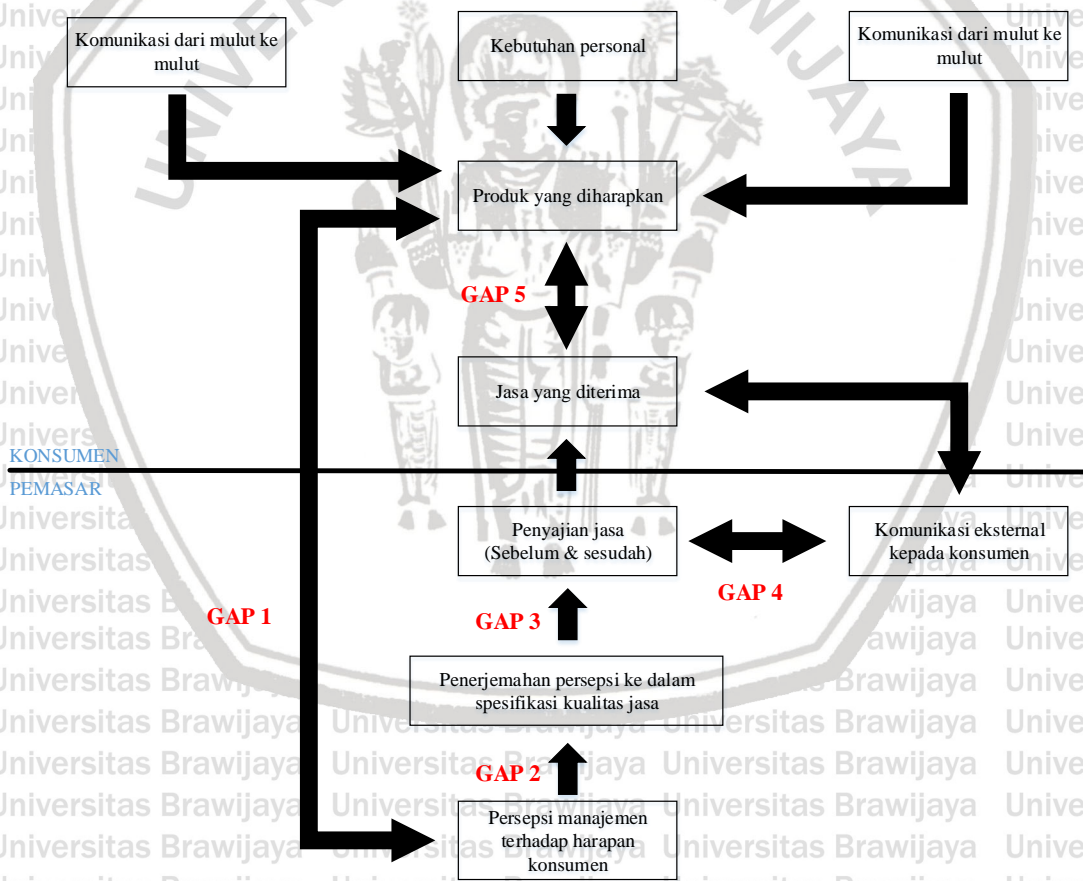 Komunikasi dari mulut ke
mulut
Kebutuhan personal
Komunikasi dari mulut ke
mulut
Produk yang diharapkan
GAP 5
Jasa yang diterima
KONSUMEN
PEMASAR
Penyajian jasa
(Sebelum & sesudah)
Komunikasi eksternal
kepada konsumen
GAP 4
GAP 1
GAP 3
Penerjemahan persepsi ke dalam
spesifikasi kualitas jasa
GAP 2
Persepsi manajemen
terhadap harapan
konsumen
Universitas Brawijaya